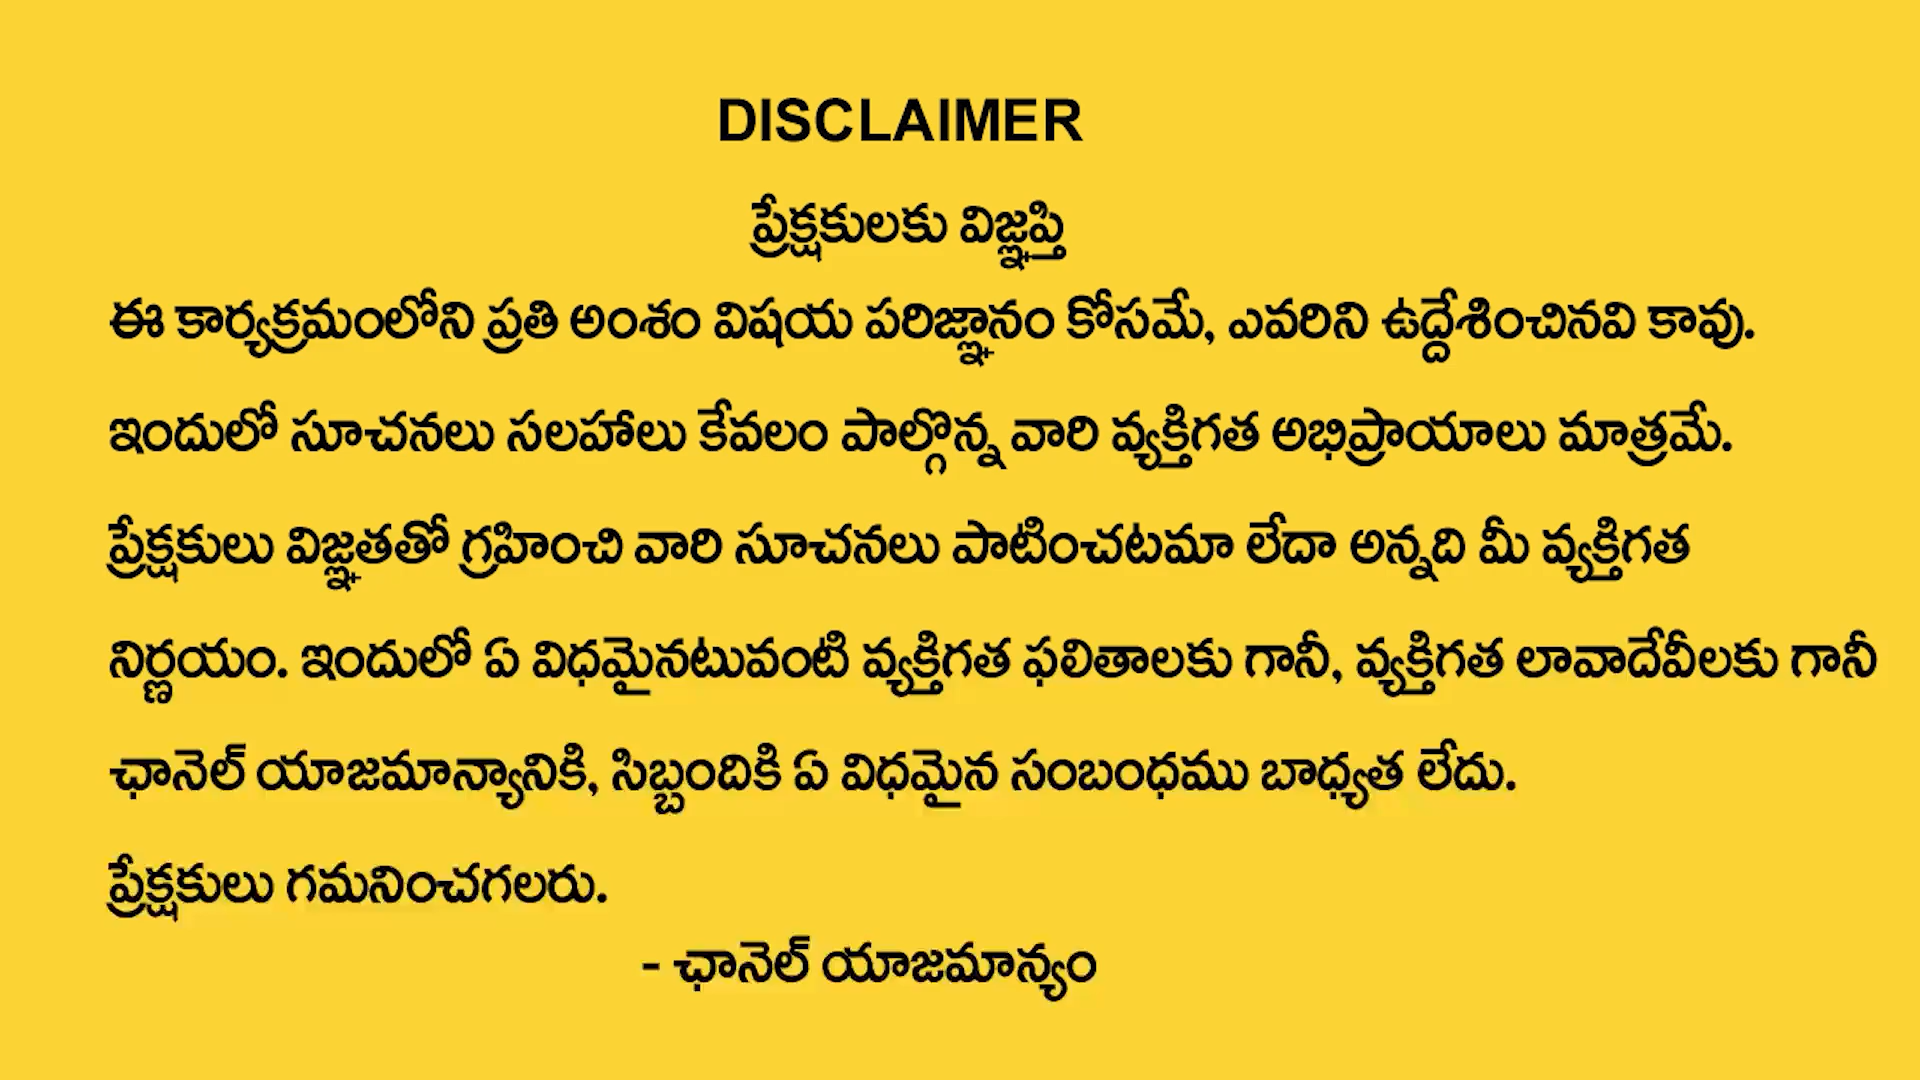 DISCLAIMER
ప్రేక్షకులకు విజ్ఞప్తి
ఈ కార్యక్రమంలోని ప్రతి అంశం విషయ పరిజ్ఞానం కోసమే, ఎవరిని ఉద్దేశించినవి కావు.
ఇందులో సూచనలు సలహాలు కేవలం పాల్గొన్న వారి వ్యక్తిగత అభిప్రాయాలు మాత్రమే.
ప్రేక్షకులు విజ్ఞతతో గ్రహించి వారి సూచనలు పాటించటమా లేదా అన్నది మీ వ్యక్తిగత
నిర్ణయం. ఇందులో ఏ విధమైనటువంటి వ్యక్తిగత ఫలితాలకు గానీ, వ్యక్తిగత లావాదేవీలకు గానీ
ఛానెల్ యాజమాన్యానికి, సిబ్బందికి ఏ విధమైన సంబంధము బాధ్యత లేదు.
ప్రేక్షకులు గమనించగలరు.
- ఛానెల్ యాజమాన్యం